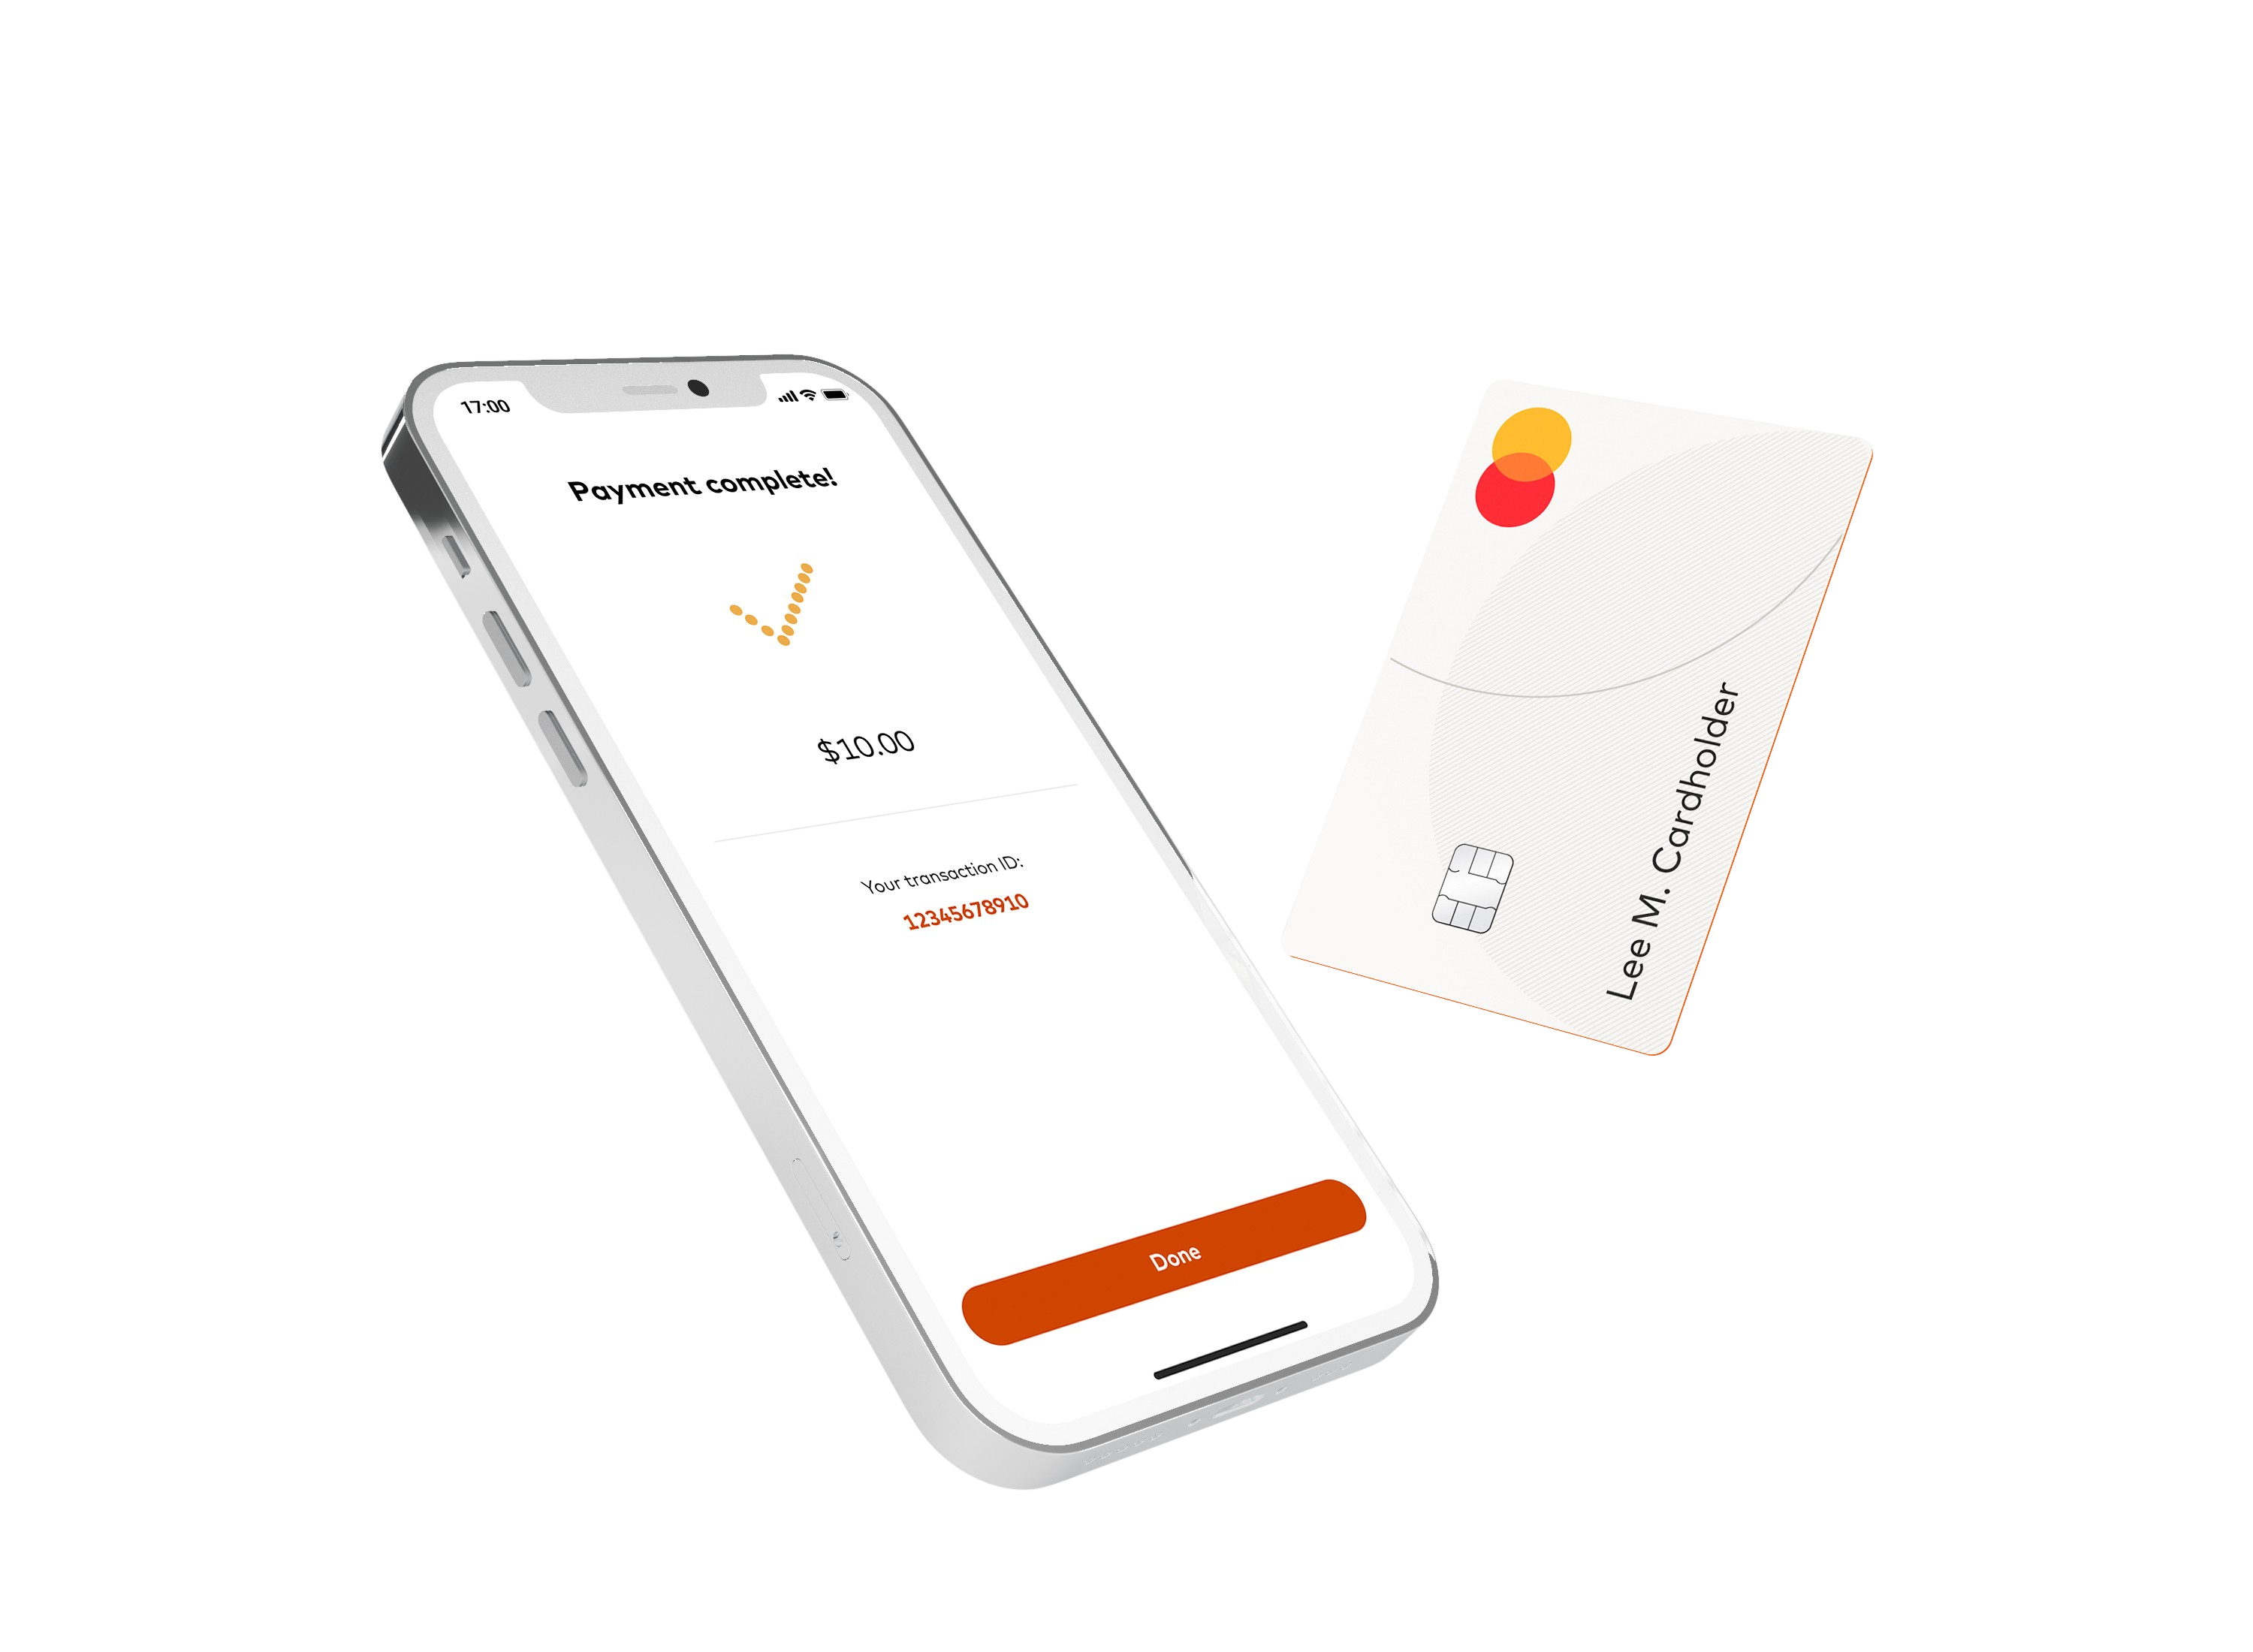 17:00
Payment complete!
$10.00
Your transaction ID:
12345678910
Done
Lee M. Cardholder